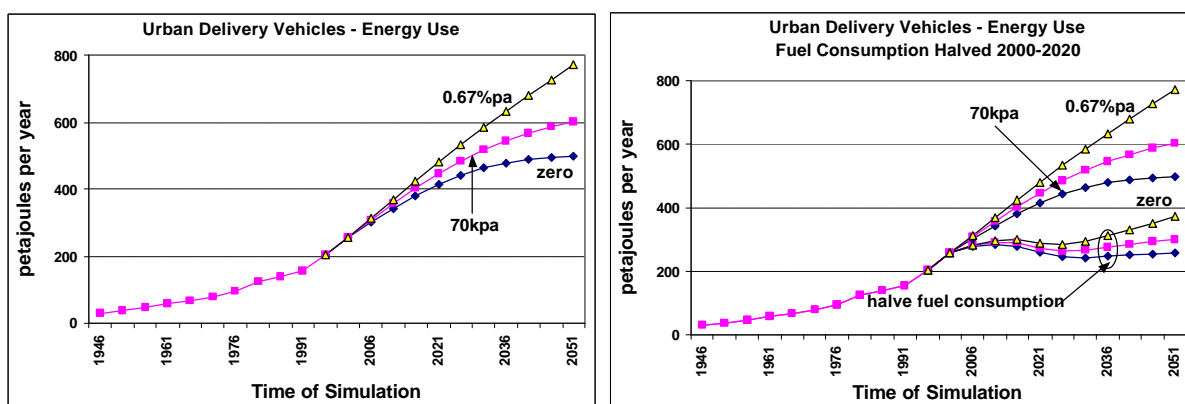 Urban Delivery Vehicles - Energy Use
800
600
400
200
0
petajoules per year
0.67%pa
70kpa
zero
1946
1961
1976
1991
2006
2021
2036
2051
Time of Simulation
Urban Delivery Vehicles - Energy Use
Fuel Consumption Halved 2000-2020
800
600
400
200
0
petajoules per year
0.67%pa
70kpa
zero
halve fuel consumption
1946
1961
1976
1991
2006
2021
2036
2051
Time of Simulation